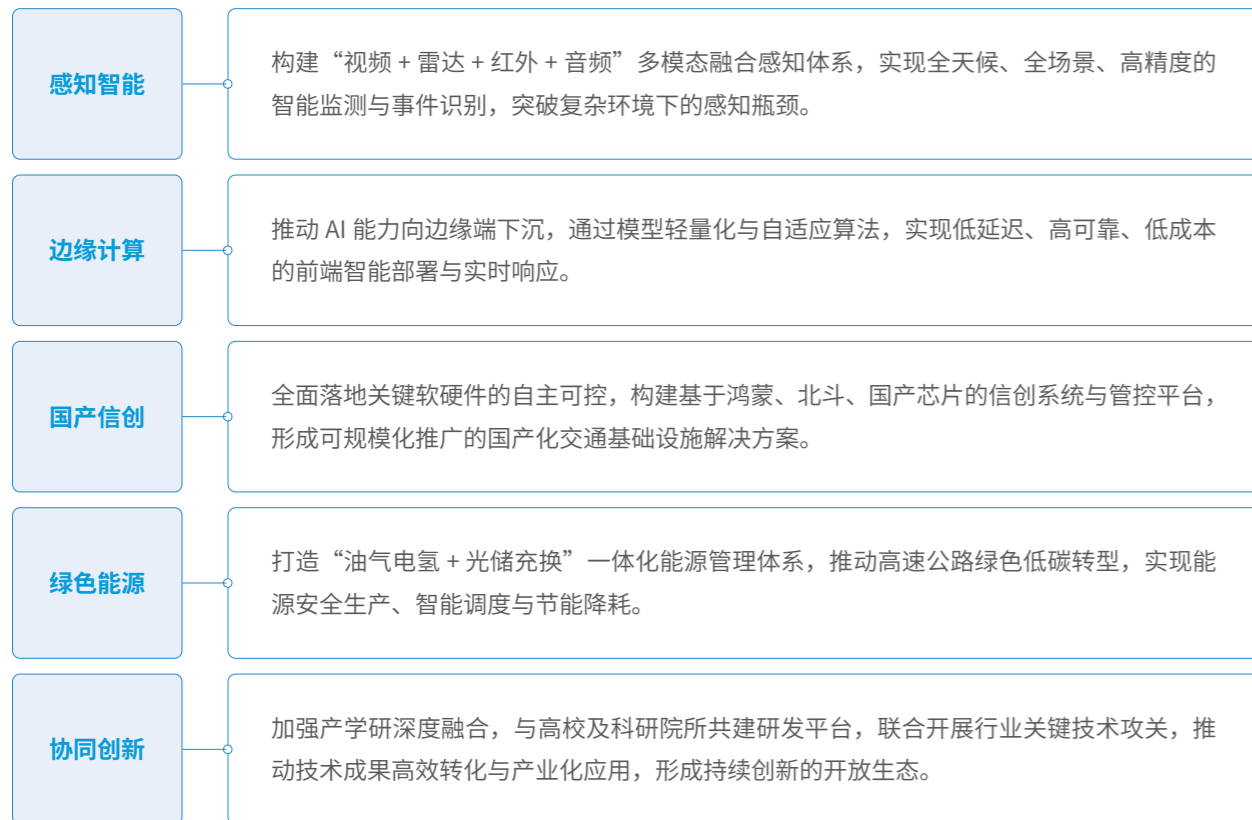 感知智能
构建“视频 + 雷达 + 红外 + 音频”多模态融合感知体系，实现全天候、全场景、高精度的
智能监测与事件识别，突破复杂环境下的感知瓶颈。
边缘计算
推动 AI 能力向边缘端下沉，通过模型轻量化与自适应算法，实现低延迟、高可靠、低成本
的前端智能部署与实时响应。
国产信创
全面落地关键软硬件的自主可控，构建基于鸿蒙、北斗、国产芯片的信创系统与管控平台，
形成可规模化推广的国产化交通基础设施解决方案。
绿色能源
打造“油气电氢 + 光储充换”一体化能源管理体系，推动高速公路绿色低碳转型，实现能
源安全生产、智能调度与节能降耗。
协同创新
加强产学研深度融合，与高校及科研院所共建研发平台，联合开展行业关键技术攻关，推
动技术成果高效转化与产业化应用，形成持续创新的开放生态。